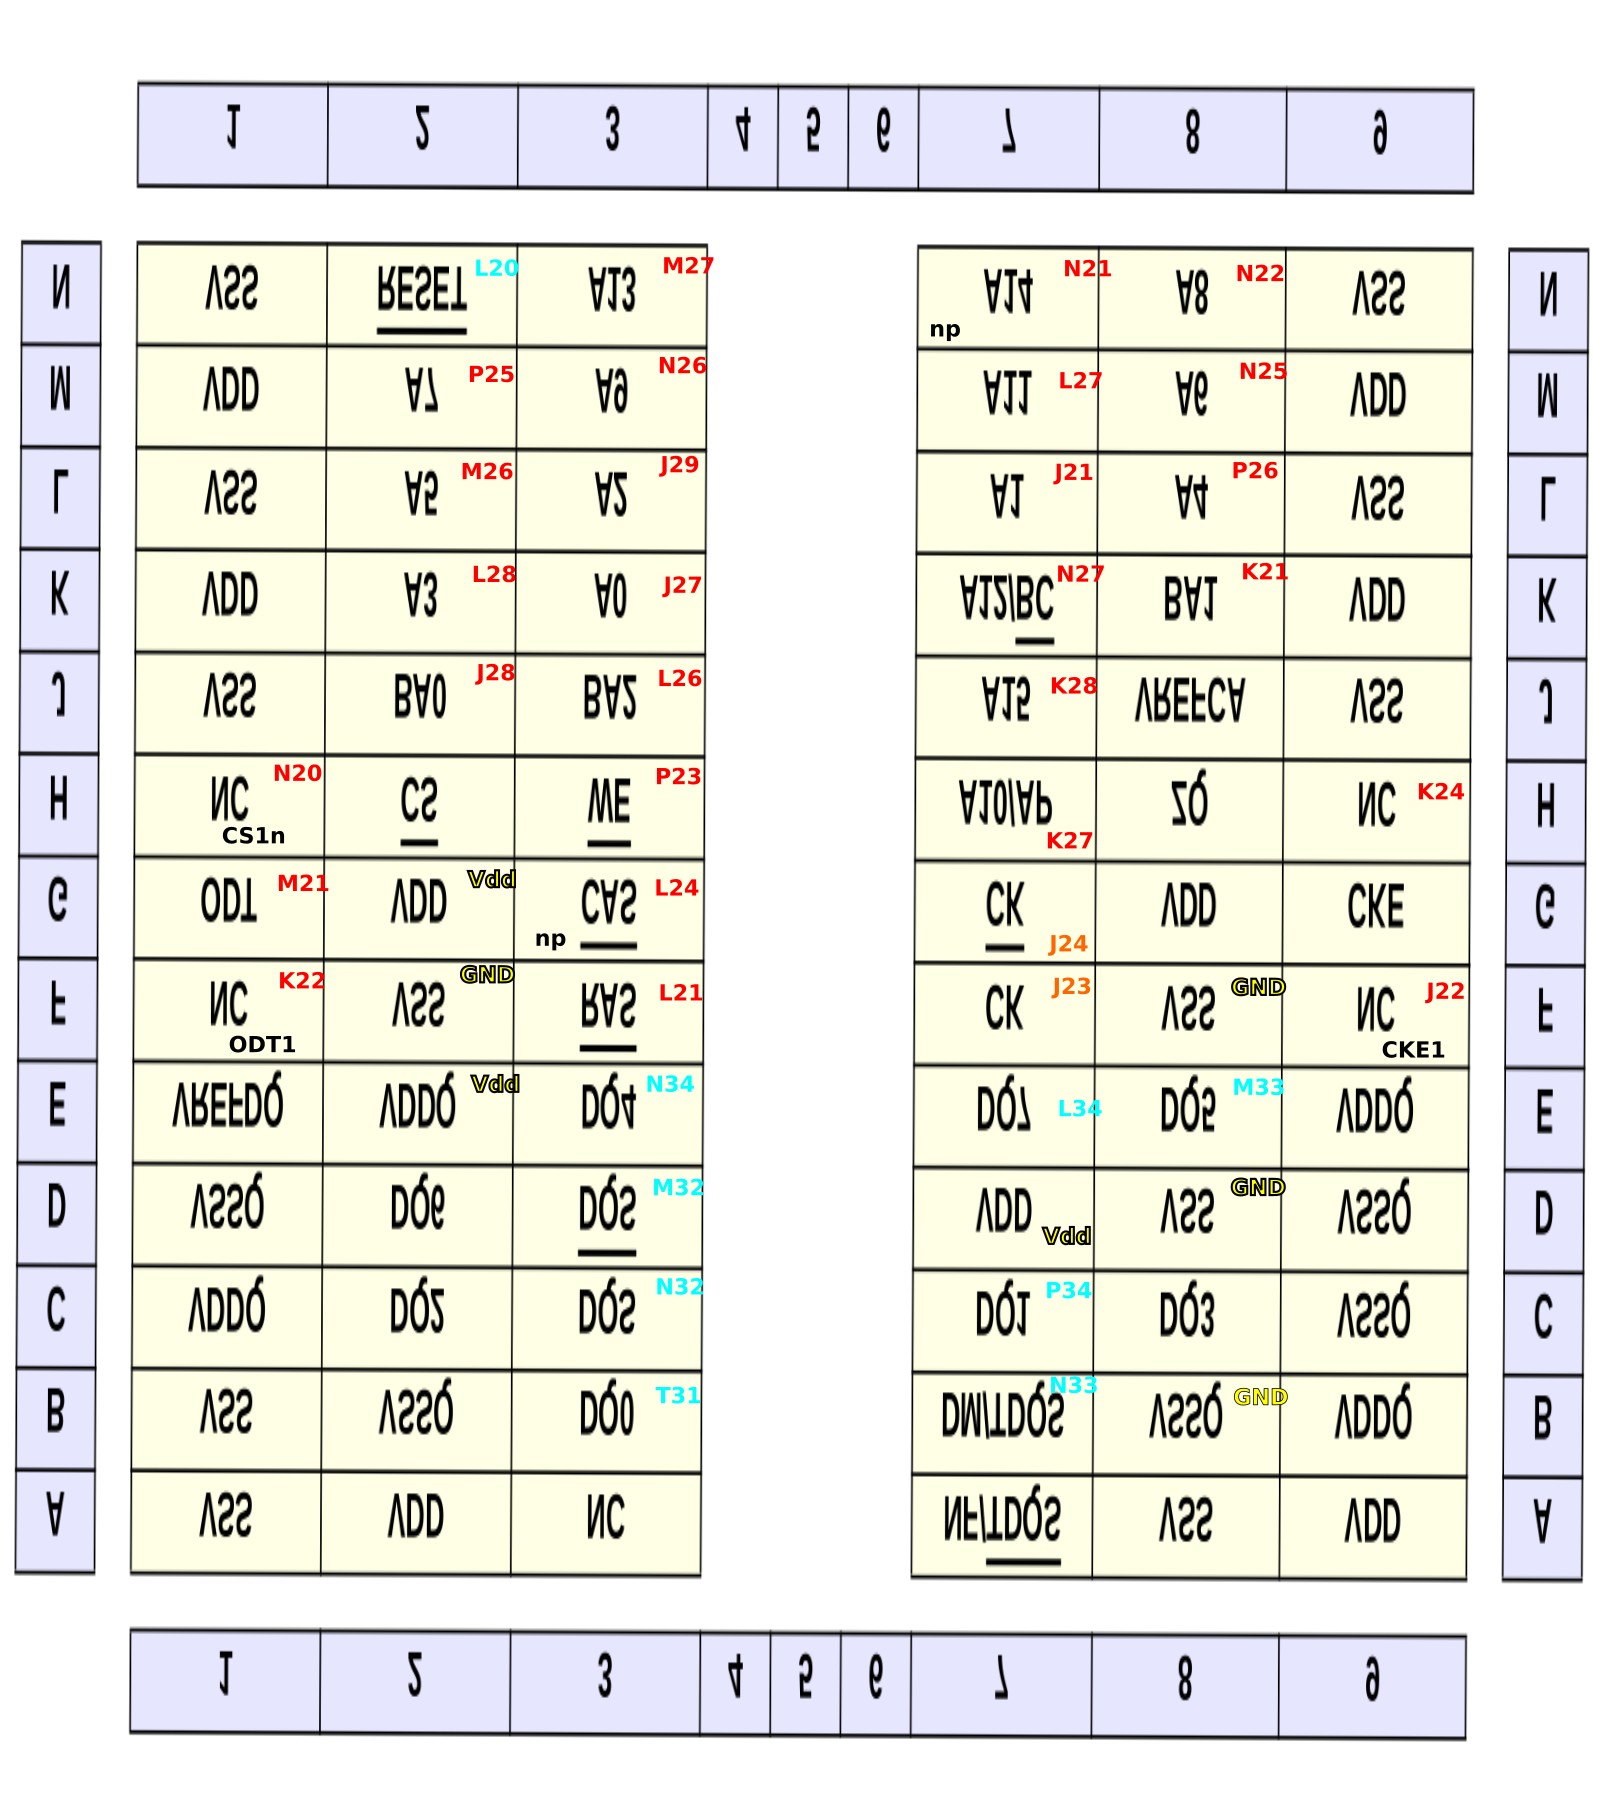 1 2 3 4 5 6 7 8 9
N VSS RESET L20 A13 M27 A14 N21 np A8 N22 VSS N
M VDD A7 P25 A9 N26 A11 L27 A6 N25 VDD M
L VSS A5 M26 A2 J29 A1 J21 A4 P26 VSS L
K VDD A3 L28 A0 J27 A12/BC N27 BA1 K21 VDD K
J VSS BA0 J28 BA2 L26 A15 K28 VREFCA VSS J
H NC N20 CS1n CS WE P23 A10/AP K27 ZQ NC K24 H
G ODT M21 VDD Vdd CAS L24 np CK J24 VDD CKE G
F NC K22 ODT1 VSS GND RAS L21 CK J23 VSS GND NC J22 CKE1 F
E VREFDQ VDDQ Vdd DQ4 N34 DQ7 L34 DQ5 M33 VDDQ E
D VSSQ DQ6 DQS M32 VDD Vdd VSS GND VSSQ D
C VDDQ DQ2 DQS N32 DQ1 P34 DQ3 VSSQ C
B VSS VSSQ DQ0 T31 DM/TDQS N33 VSSQ GND VDDQ B
A VSS VDD NC NF/TDQS VSS VDD A
1 2 3 4 5 6 7 8 9